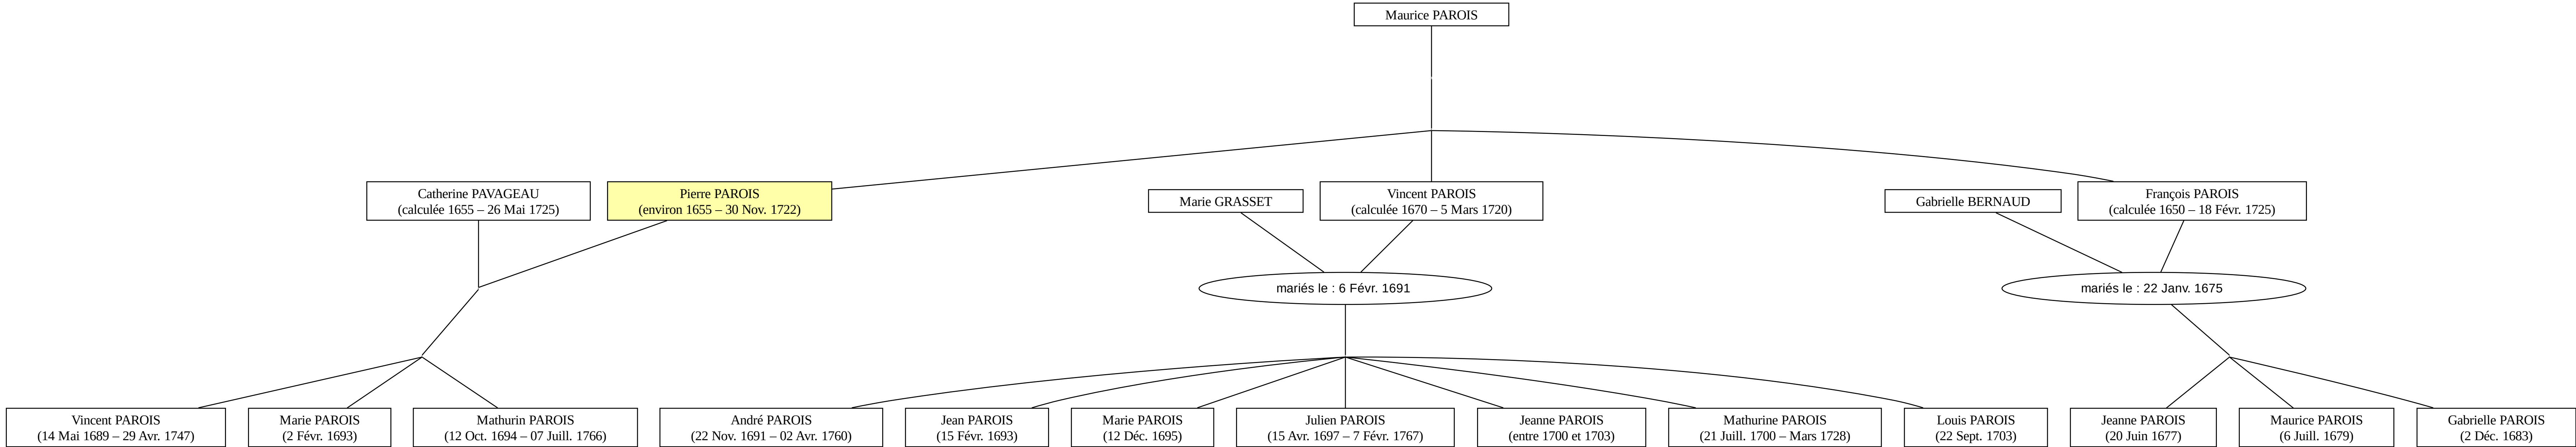 Maurice PAROIS
Catherine PAVAGEAU
(calculée 1655 – 26 Mai 1725)
Pierre PAROIS
(environ 1655 – 30 Nov. 1722)
Marie GRASSET
Vincent PAROIS
(calculée 1670 – 5 Mars 1720)
Gabrielle BERNAUD
François PAROIS
(calculée 1650 – 18 Févr. 1725)
mariés le : 6 Févr. 1691
mariés le : 22 Janv. 1675
Vincent PAROIS
(14 Mai 1689 – 29 Avr. 1747)
Marie PAROIS
(2 Févr. 1693)
Mathurin PAROIS
(12 Oct. 1694 – 07 Juill. 1766)
André PAROIS
(22 Nov. 1691 – 02 Avr. 1760)
Jean PAROIS
(15 Févr. 1693)
Marie PAROIS
(12 Déc. 1695)
Julien PAROIS
(15 Avr. 1697 – 7 Févr. 1767)
Jeanne PAROIS
(entre 1700 et 1703)
Mathurine PAROIS
(21 Juill. 1700 – Mars 1728)
Louis PAROIS
(22 Sept. 1703)
Jeanne PAROIS
(20 Juin 1677)
Maurice PAROIS
(6 Juill. 1679)
Gabrielle PAROIS
(2 Déc. 1683)